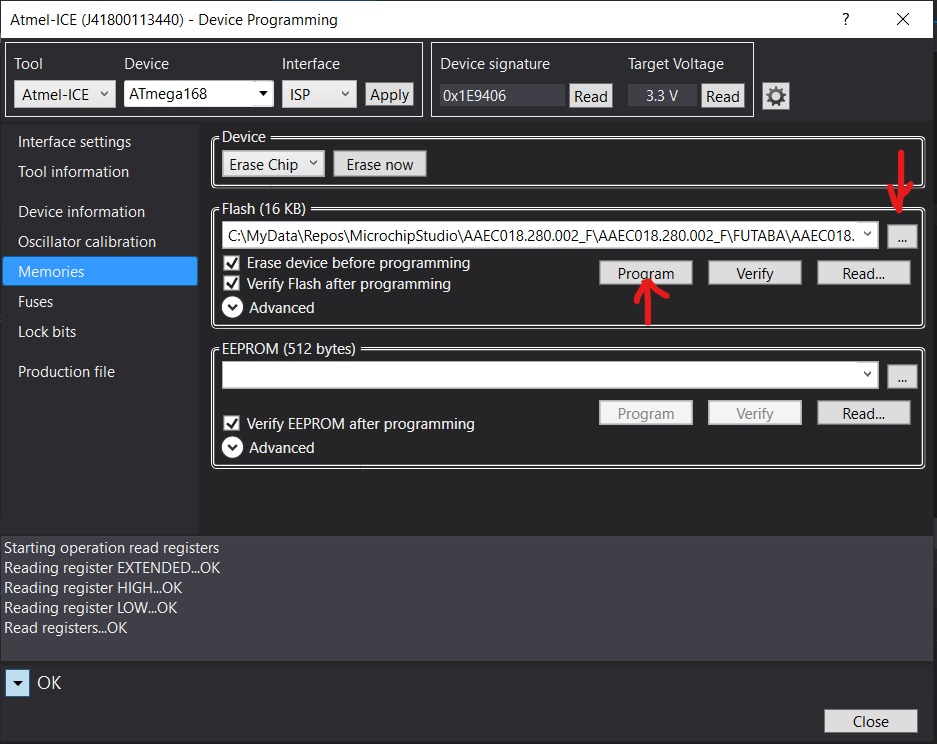 Atmel-ICE (J41800113440) - Device Programming
?
Tool Device Interface
Atmel-ICE ATmega168 ISP Apply
Device signature Target Voltage
0x1E9406 Read 3.3 V Read
Interface settings
Tool information
Device information
Oscillator calibration
Memories
Fuses
Lock bits
Production file
Device
Erase Chip Erase now
Flash (16 KB)
C:\MyData\Repos\MicrochipStudio\AAEC018.280.002_F\AAEC018.280.002_F\FUTABA\AAEC018. ...
Erase device before programming
Verify Flash after programming
Program Verify Read...
Advanced
EEPROM (512 bytes)
...
Program Verify Read...
Verify EEPROM after programming
Advanced
Starting operation read registers
Reading register EXTENDED...OK
Reading register HIGH...OK
Reading register LOW...OK
Read registers...OK
OK
Close